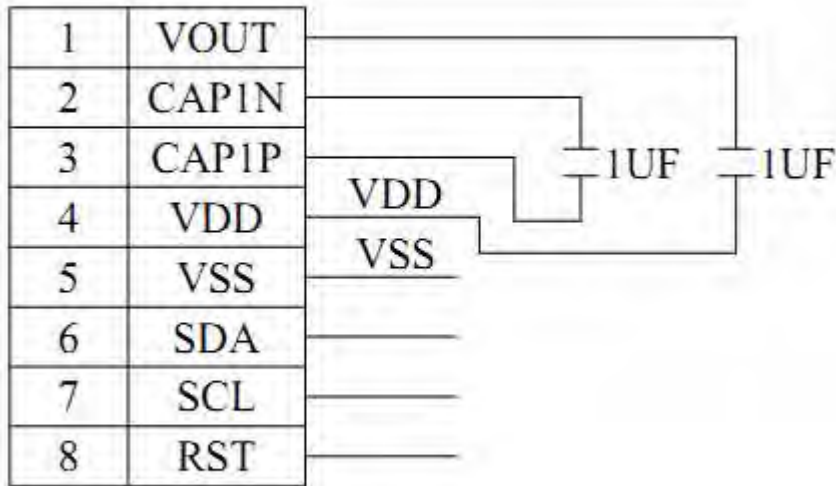 1 VOUT
2 CAP1N
3 CAP1P 1UF 1UF
4 VDD VDD
5 VSS VSS
6 SDA
7 SCL
8 RST